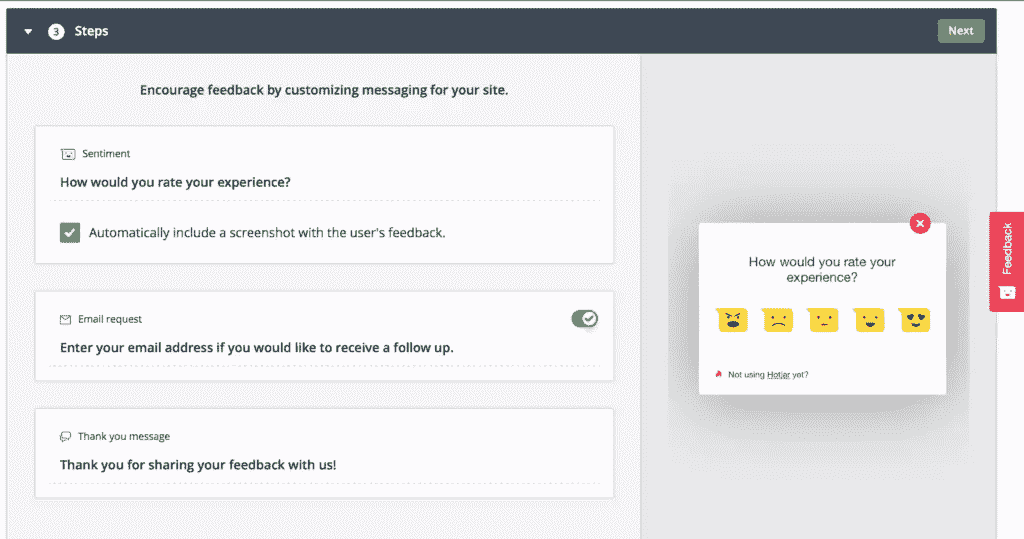 3 Steps
Next
Encourage feedback by customizing messaging for your site.
Sentiment
How would you rate your experience?
Automatically include a screenshot with the user's feedback.
Email request
Enter your email address if you would like to receive a follow up.
Thank you message
Thank you for sharing your feedback with us!
How would you rate your
experience?
Not using Hotjar yet?
Feedback